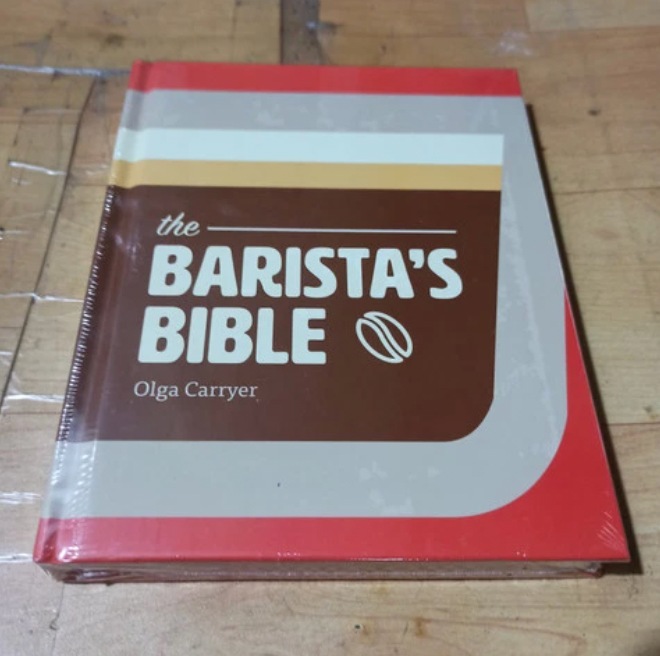 the
BARISTA'S
BIBLE
Olga Carryer